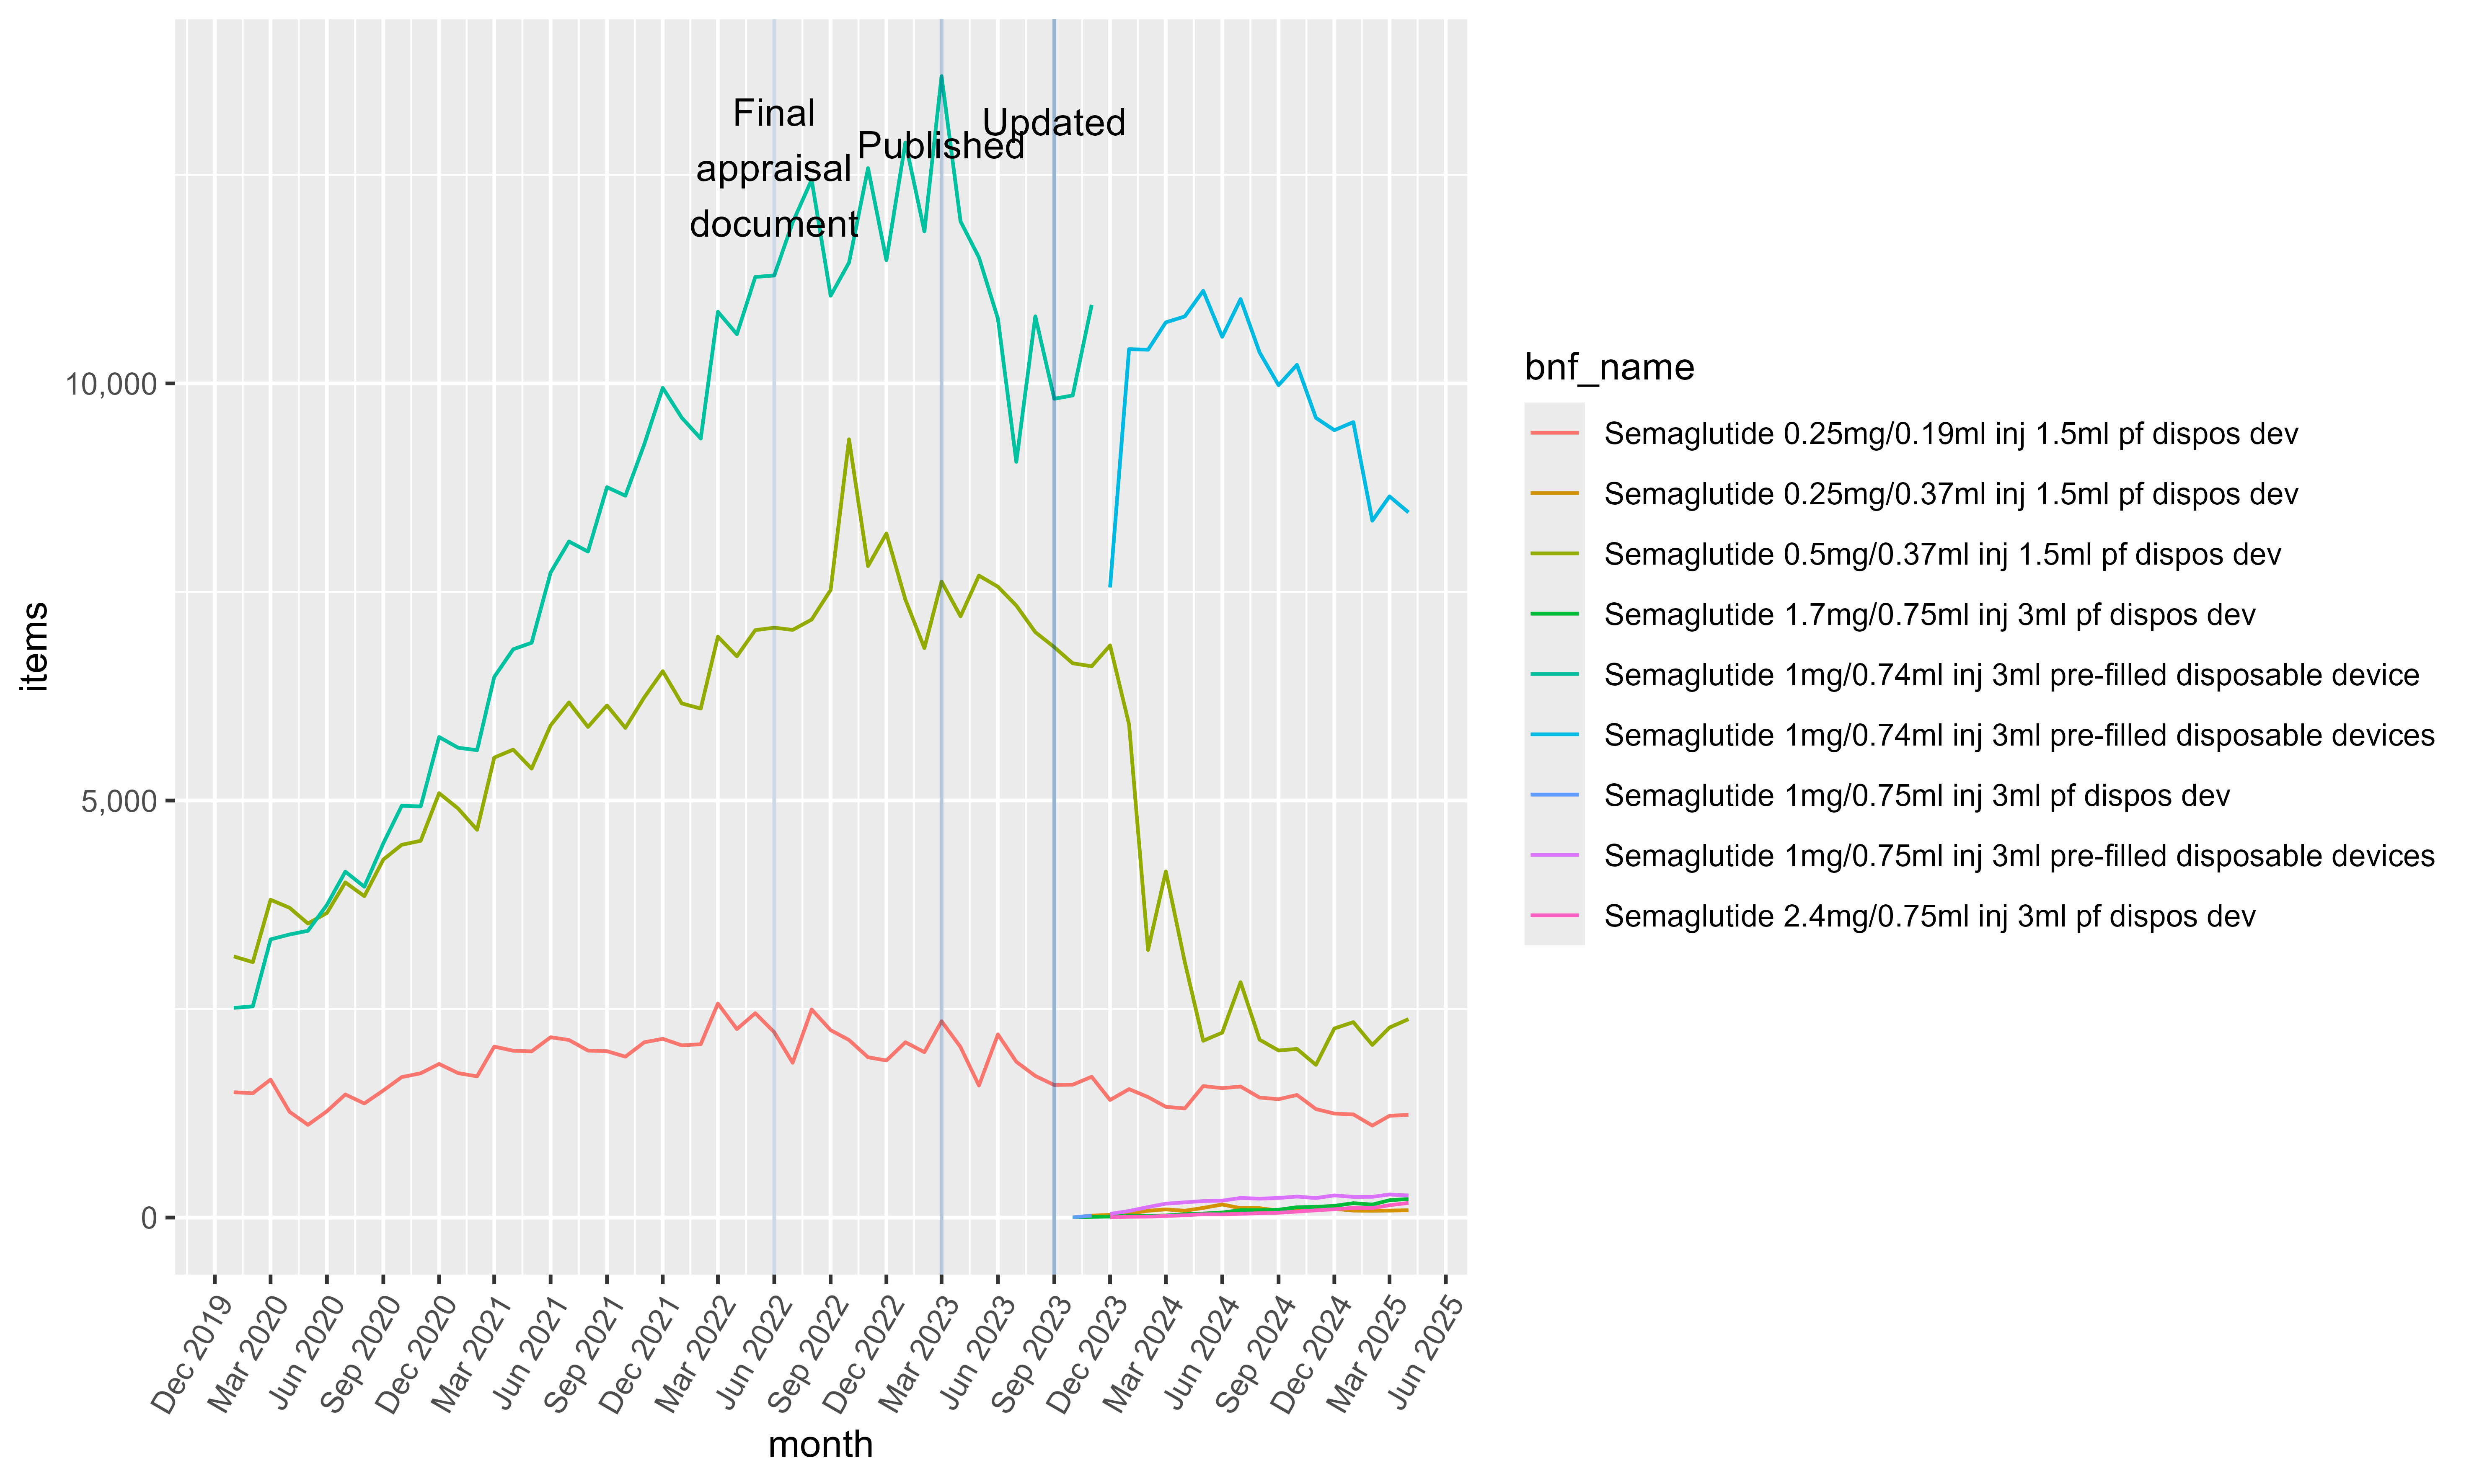 Final
appraisal
document
Published
Updated
10,000
5,000
0
items
Dec 2019
Mar 2020
Jun 2020
Sep 2020
Dec 2020
Mar 2021
Jun 2021
Sep 2021
Dec 2021
Mar 2022
Jun 2022
Sep 2022
Dec 2022
Mar 2023
Jun 2023
Sep 2023
Dec 2023
Mar 2024
Jun 2024
Sep 2024
Dec 2024
Mar 2025
Jun 2025
month
bnf_name
Semaglutide 0.25mg/0.19ml inj 1.5ml pf dispos dev
Semaglutide 0.25mg/0.37ml inj 1.5ml pf dispos dev
Semaglutide 0.5mg/0.37ml inj 1.5ml pf dispos dev
Semaglutide 1.7mg/0.75ml inj 3ml pf dispos dev
Semaglutide 1mg/0.74ml inj 3ml pre-filled disposable device
Semaglutide 1mg/0.74ml inj 3ml pre-filled disposable devices
Semaglutide 1mg/0.75ml inj 3ml pf dispos dev
Semaglutide 1mg/0.75ml inj 3ml pre-filled disposable devices
Semaglutide 2.4mg/0.75ml inj 3ml pf dispos dev